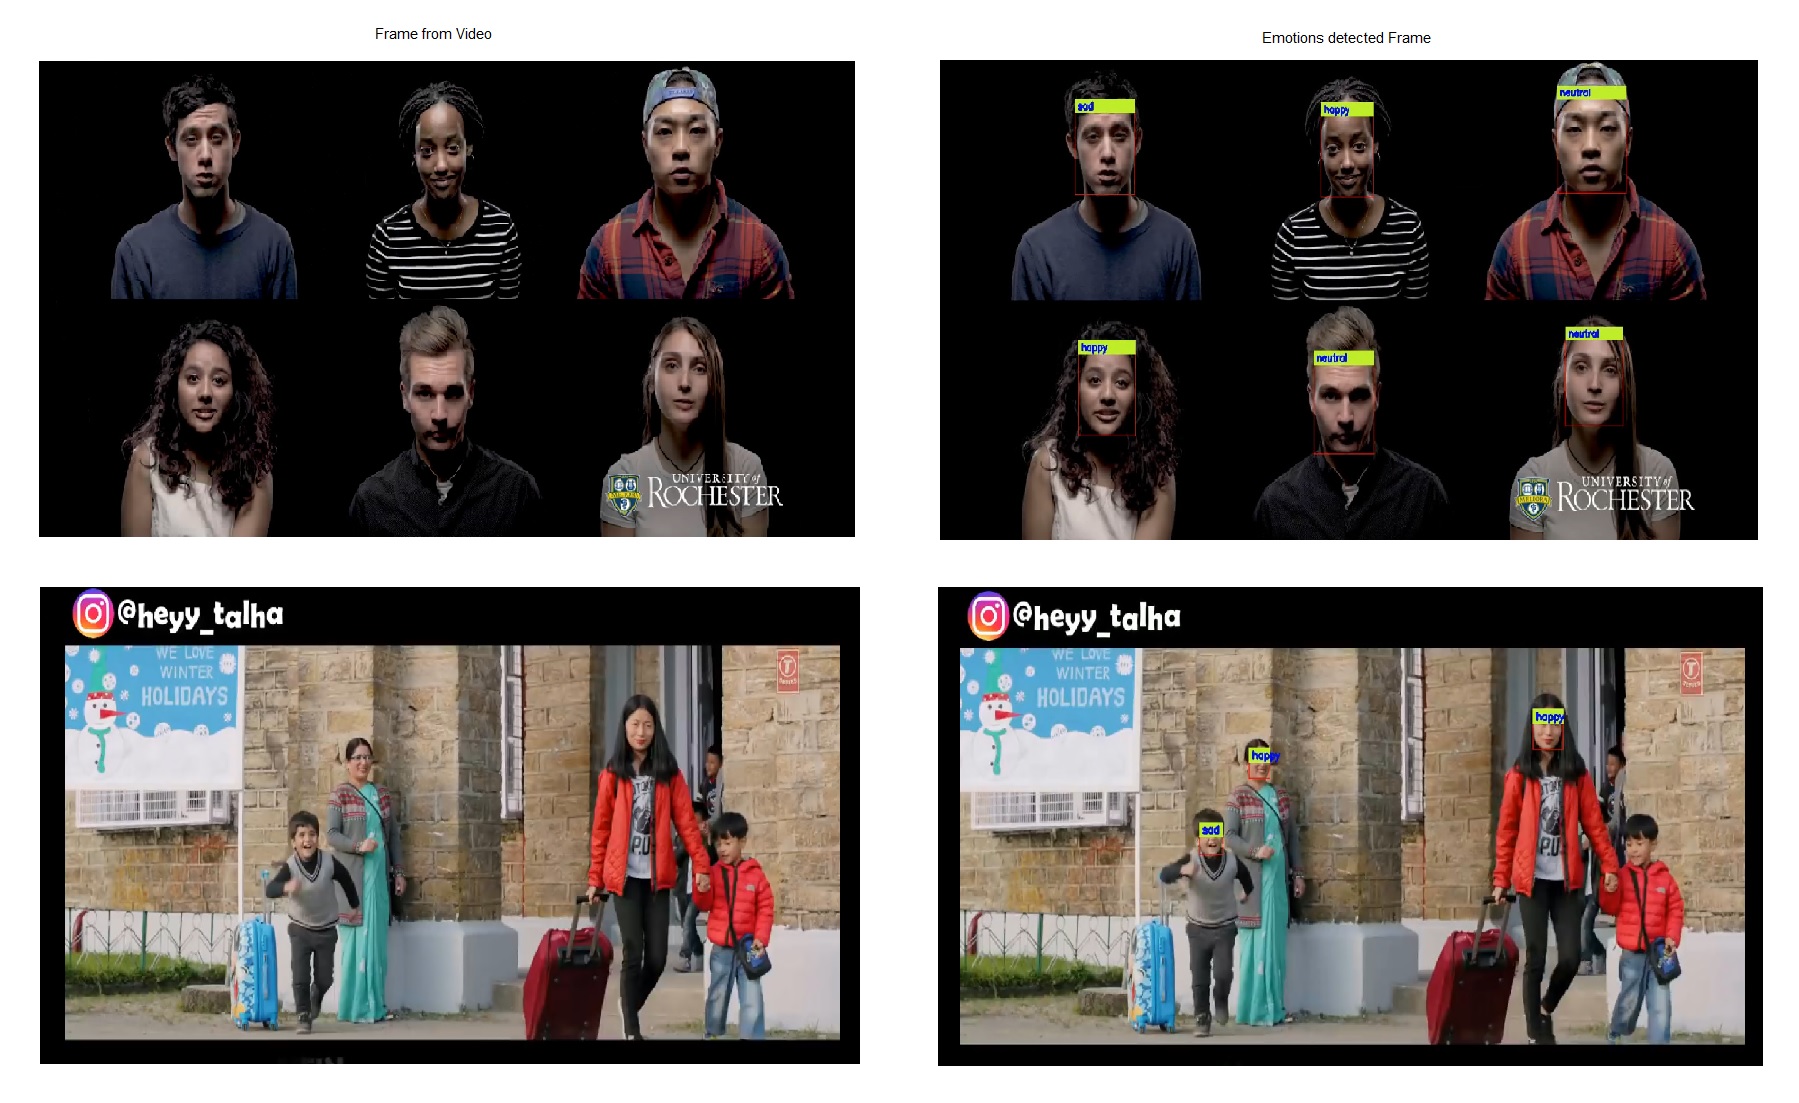 Frame from Video
Emotions detected Frame
sad
happy
neutral
happy
neutral
neutral
UNIVERSITY of
ROCHESTER
UNIVERSITY of
ROCHESTER
@heyy_talha
WE LOVE
WINTER
HOLIDAYS
T
@heyy_talha
WE LOVE
WINTER
HOLIDAYS
T
happy
happy
sad